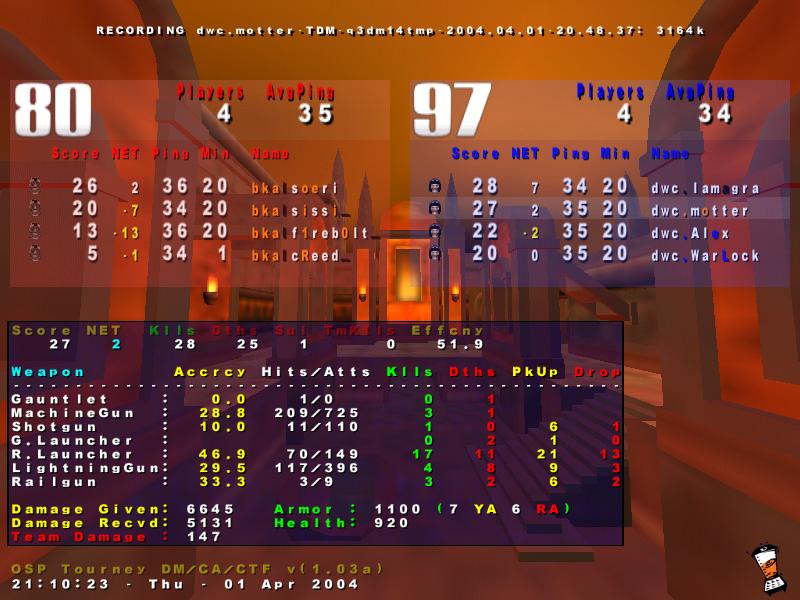 RECORDING dwc.motter-TDM-q3dm14tmp-2004.04.01-20.48.37: 3164k
80 Players AvgPing
4 35
Score NET Ping Min Name
26 2 36 20 bka soeri
20 -7 34 20 bka sissi
13 -13 36 20 bka f1reb0lt
5 -1 34 1 bka cReed
97 Players AvgPing
4 34
Score NET Ping Min Name
28 7 34 20 dwc.lamagra
27 2 35 20 dwc.motter
22 -2 35 20 dwc.Alex
20 0 35 20 dwc.WarLock
Score NET Klls Dths Sui TmKlls Effcny
27 2 28 25 1 0 51.9
Weapon Accrcy Hits/Atts Klls Dths PkUp Drop
Gauntlet : 0.0 1/0 0 1
MachineGun : 28.8 209/725 3 1
Shotgun : 10.0 11/110 1 0 6 1
G.Launcher : 0 2 1 0
R.Launcher : 46.9 70/149 17 11 21 13
LightningGun: 29.5 117/396 4 8 9 3
Railgun : 33.3 3/9 3 2 6 2
Damage Given: 6645 Armor : 1100 (7 YA 6 RA)
Damage Recvd: 5131 Health: 920
Team Damage : 147
OSP Tourney DM/CA/CTF v(1.03a)
21:10:23 - Thu - 01 Apr 2004